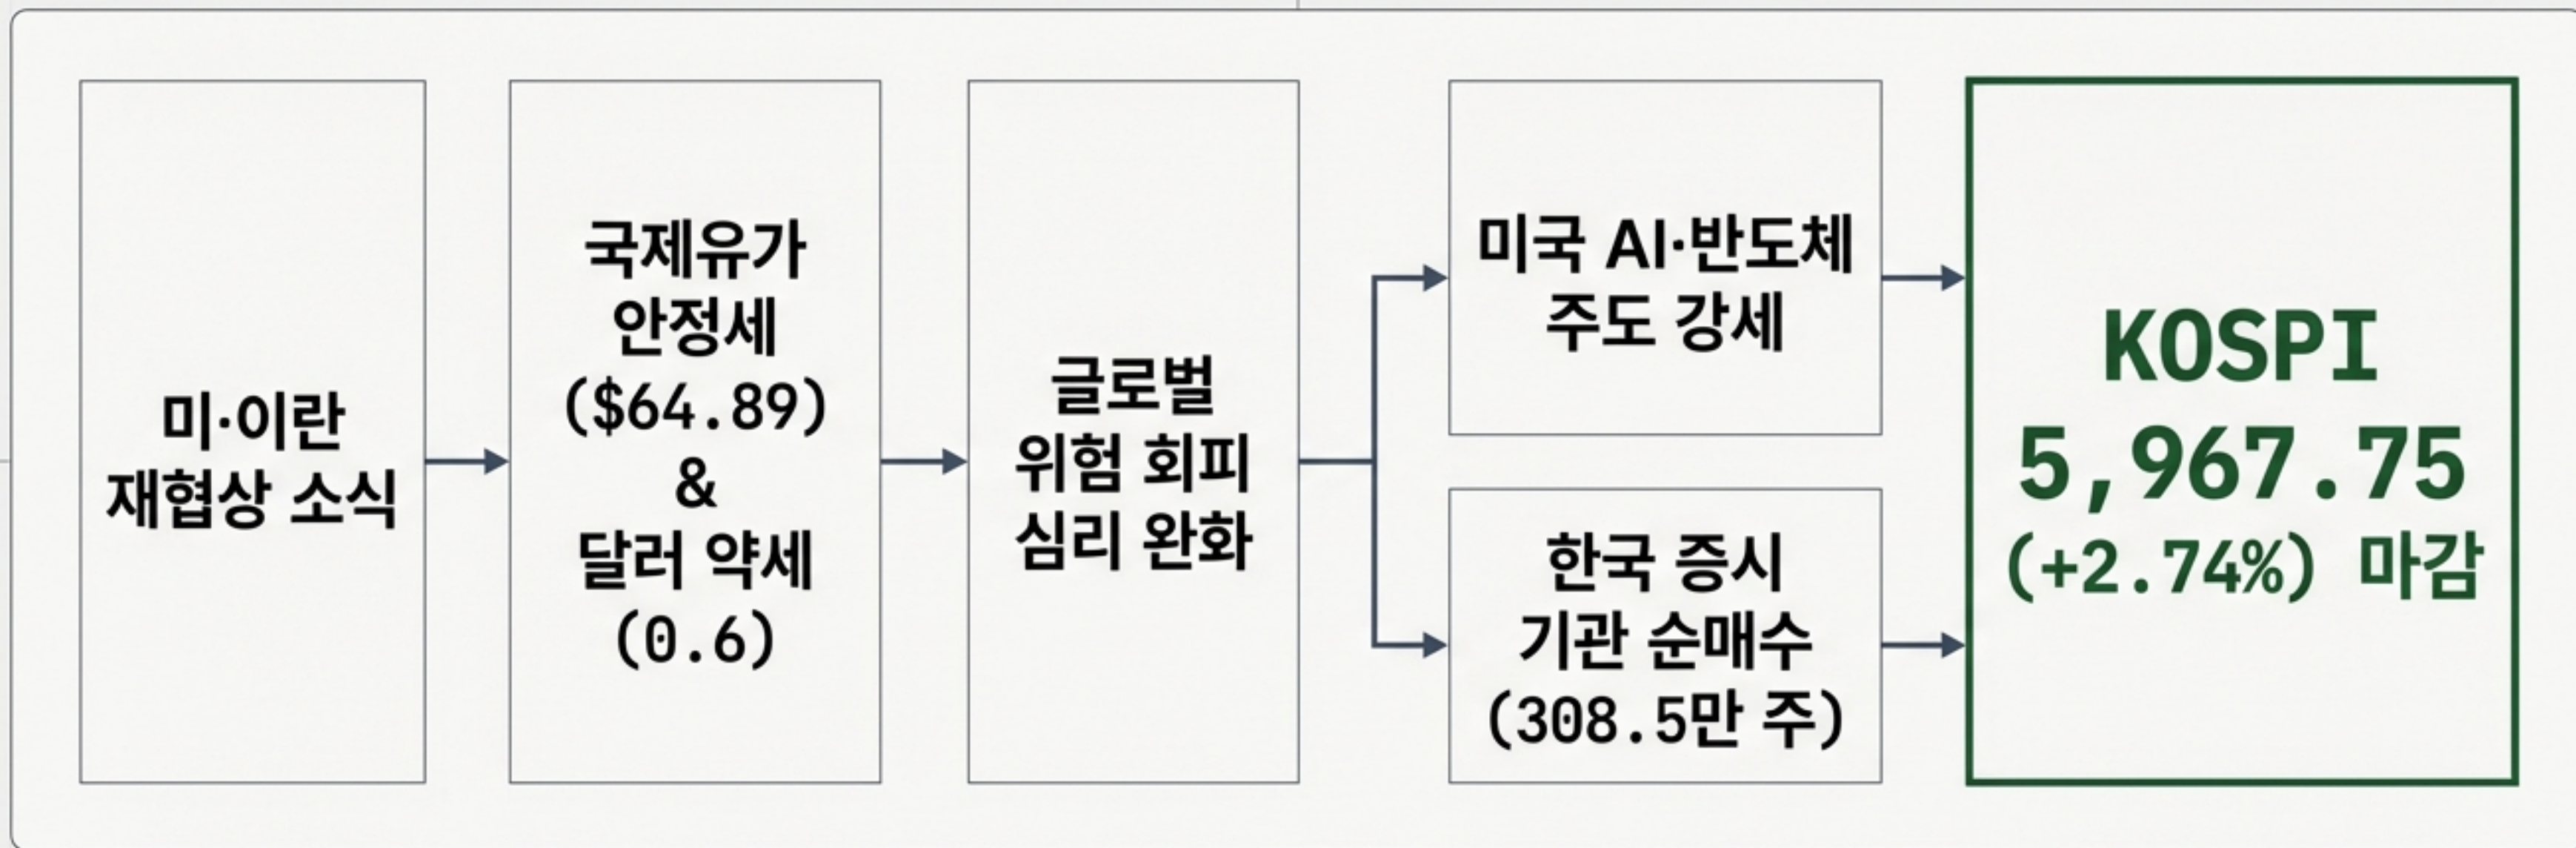 미·이란
재협상 소식
국제유가
안정세
($64.89)
&
달러 약세
(0.6)
글로벌
위험 회피
심리 완화
미국 AI·반도체
주도 강세
한국 증시
기관 순매수
(308.5만 주)
KOSPI
5,967.75
(+2.74%) 마감